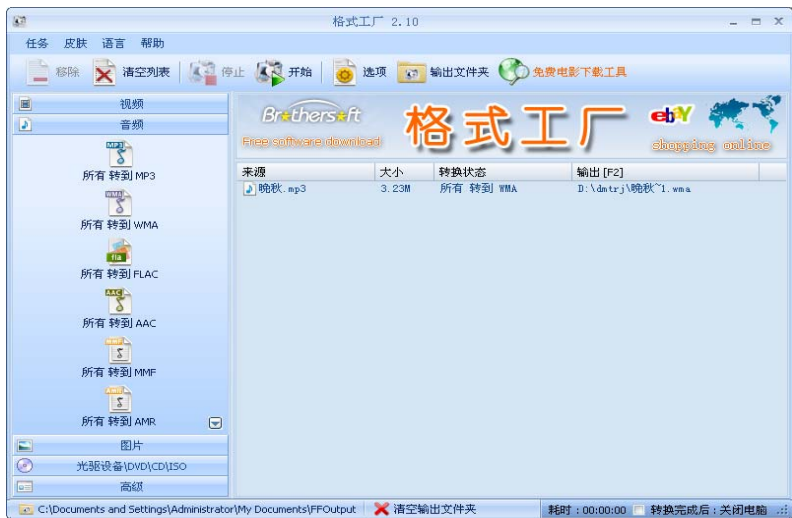 格式工厂 2.10
任务 皮肤 语言 帮助
移除 清空列表 停止 开始 选项 输出文件夹 免费电影下载工具
视频
音频
MP3
所有 转到 MP3
WMA
所有 转到 WMA
fla
所有 转到 FLAC
AAC
所有 转到 AAC
所有 转到 MMF
所有 转到 AMR
图片
光驱设备\DVD\CD\ISO
高级
Brothersoft
Free software download
格式工厂
ebY
shopping online
来源 大小 转换状态 输出 [F2]
晚秋.mp3 3.23M 所有 转到 WMA D:\dmtrj\晚秋~1.wma
C:\Documents and Settings\Administrator\My Documents\FFOutput 清空输出文件夹 耗时 : 00:00:00 转换完成后 : 关闭电脑